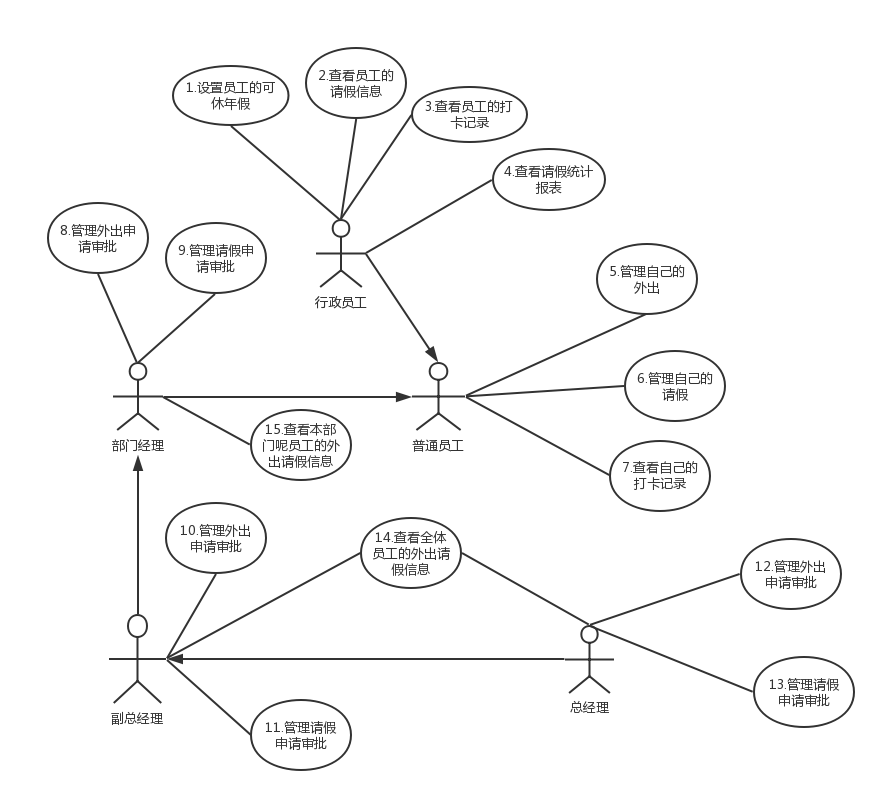 1.设置员工的可
休年假
2.查看员工的
请假信息
3.查看员工的打
卡记录
4.查看请假统计
报表
行政员工
8.管理外出申
请审批
9.管理请假申
请审批
5.管理自己的
外出
6.管理自己的
请假
7.查看自己的
打卡记录
部门经理
普通员工
15.查看本部
门呢员工的外
出请假信息
10.管理外出
申请审批
14.查看全体
员工的外出请
假信息
12.管理外出
申请审批
13.管理请假
申请审批
副总经理
总经理
11.管理请假
申请审批